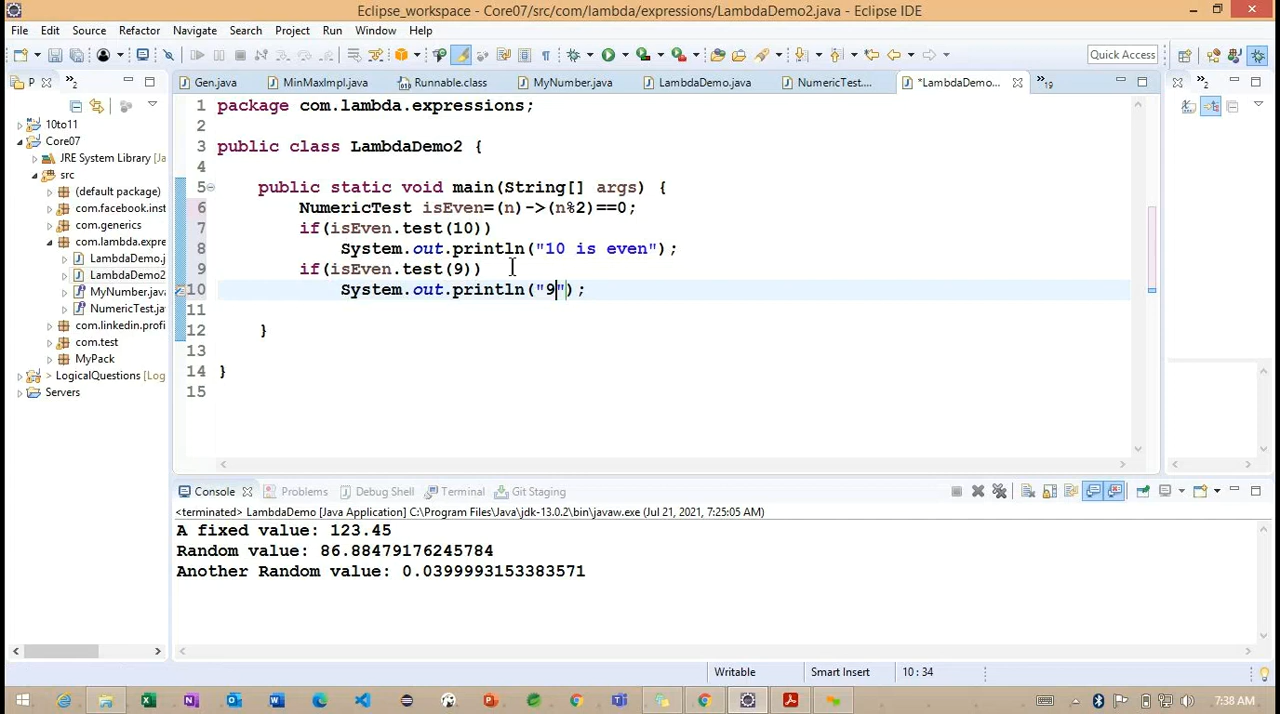 Eclipse_workspace - Core07/src/com/lambda/expressions/LambdaDemo2.java - Eclipse IDE
File Edit Source Refactor Navigate Search Project Run Window Help
Quick Access
P 2
Gen.java MinMaxImpl.java Runnable.class MyNumber.java LambdaDemo.java NumericTest.... *LambdaDemo... 19 2
10to11
Core07
JRE System Library [Ja
src
(default package)
com.facebook.inst
com.generics
com.lambda.expre
LambdaDemo.j
LambdaDemo2
MyNumber.java
NumericTest.jav
com.linkedin.profi
com.test
MyPack
> LogicalQuestions [Log
Servers
1 package com.lambda.expressions;
2
3 public class LambdaDemo2 {
4
5 public static void main(String[] args) {
6 NumericTest isEven=(n)->(n%2)==0;
7 if(isEven.test(10))
8 System.out.println("10 is even");
9 if(isEven.test(9))
10 System.out.println("9");
11
12 }
13
14 }
15
Console Problems Debug Shell Terminal Git Staging
<terminated> LambdaDemo [Java Application] C:\Program Files\Java\jdk-13.0.2\bin\javaw.exe (Jul 21, 2021, 7:25:05 AM)
A fixed value: 123.45
Random value: 86.88479176245784
Another Random value: 0.0399993153383571
Writable Smart Insert 10 : 34
7:38 AM